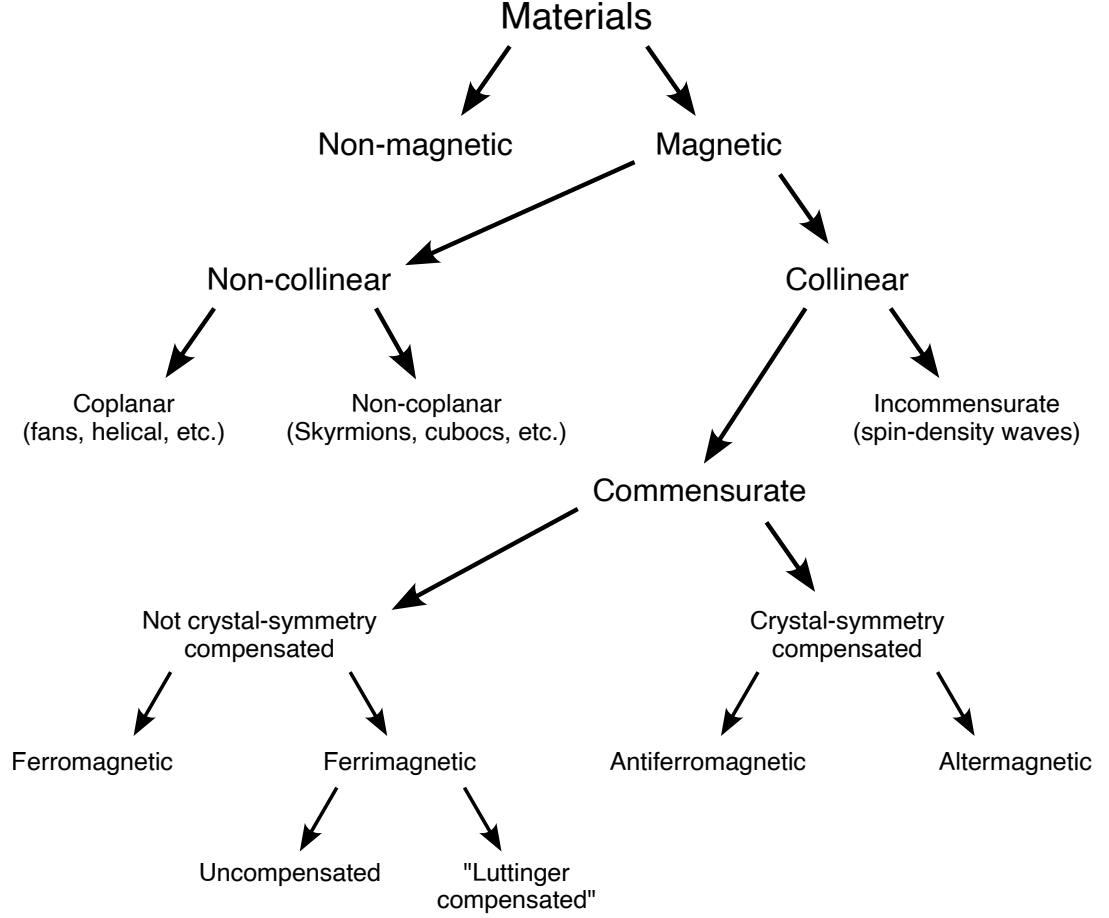 Materials
Non-magnetic
Magnetic
Non-collinear
Collinear
Coplanar
(fans, helical, etc.)
Non-coplanar
(Skyrmions, cubocs, etc.)
Incommensurate
(spin-density waves)
Commensurate
Not crystal-symmetry
compensated
Crystal-symmetry
compensated
Ferromagnetic
Ferrimagnetic
Antiferromagnetic
Altermagnetic
Uncompensated
"Luttinger
compensated"